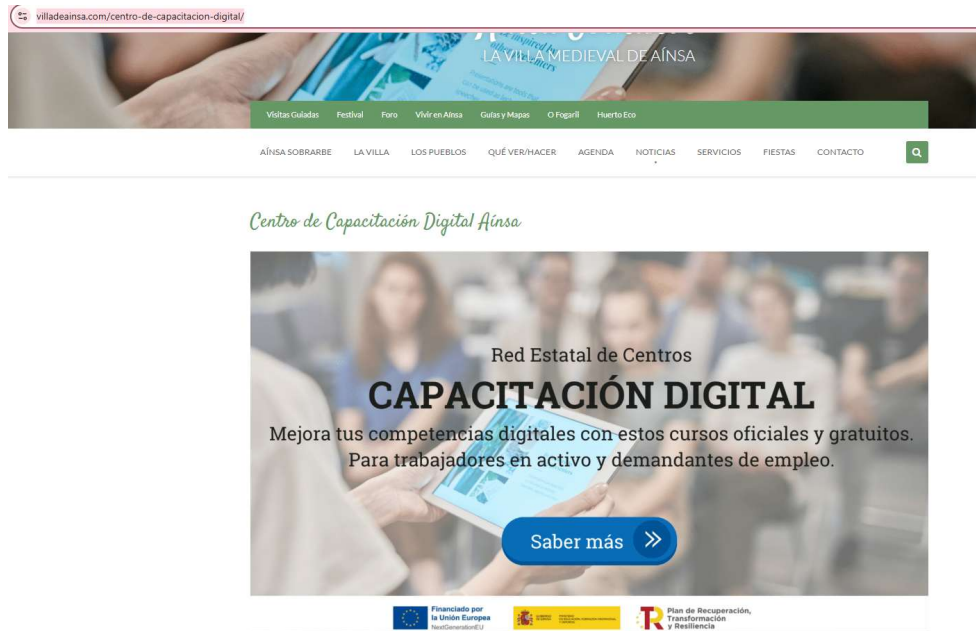 villadeainsa.com/centro-de-capacitacion-digital/
LA VILLA MEDIEVAL DE AÍNSA
Visitas Guiadas Festival Foro Vivir en Aínsa Guías y Mapas O Fogaril Huerto Eco
AÍNSA SOBRARBE LA VILLA LOS PUEBLOS QUÉ VER/HACER AGENDA NOTICIAS SERVICIOS FIESTAS CONTACTO
Centro de Capacitación Digital Aínsa
Red Estatal de Centros
CAPACITACIÓN DIGITAL
Mejora tus competencias digitales con estos cursos oficiales y gratuitos.
Para trabajadores en activo y demandantes de empleo.
Saber más
Financiado por
la Unión Europea
NextGenerationEU
Plan de Recuperación,
Transformación
y Resiliencia